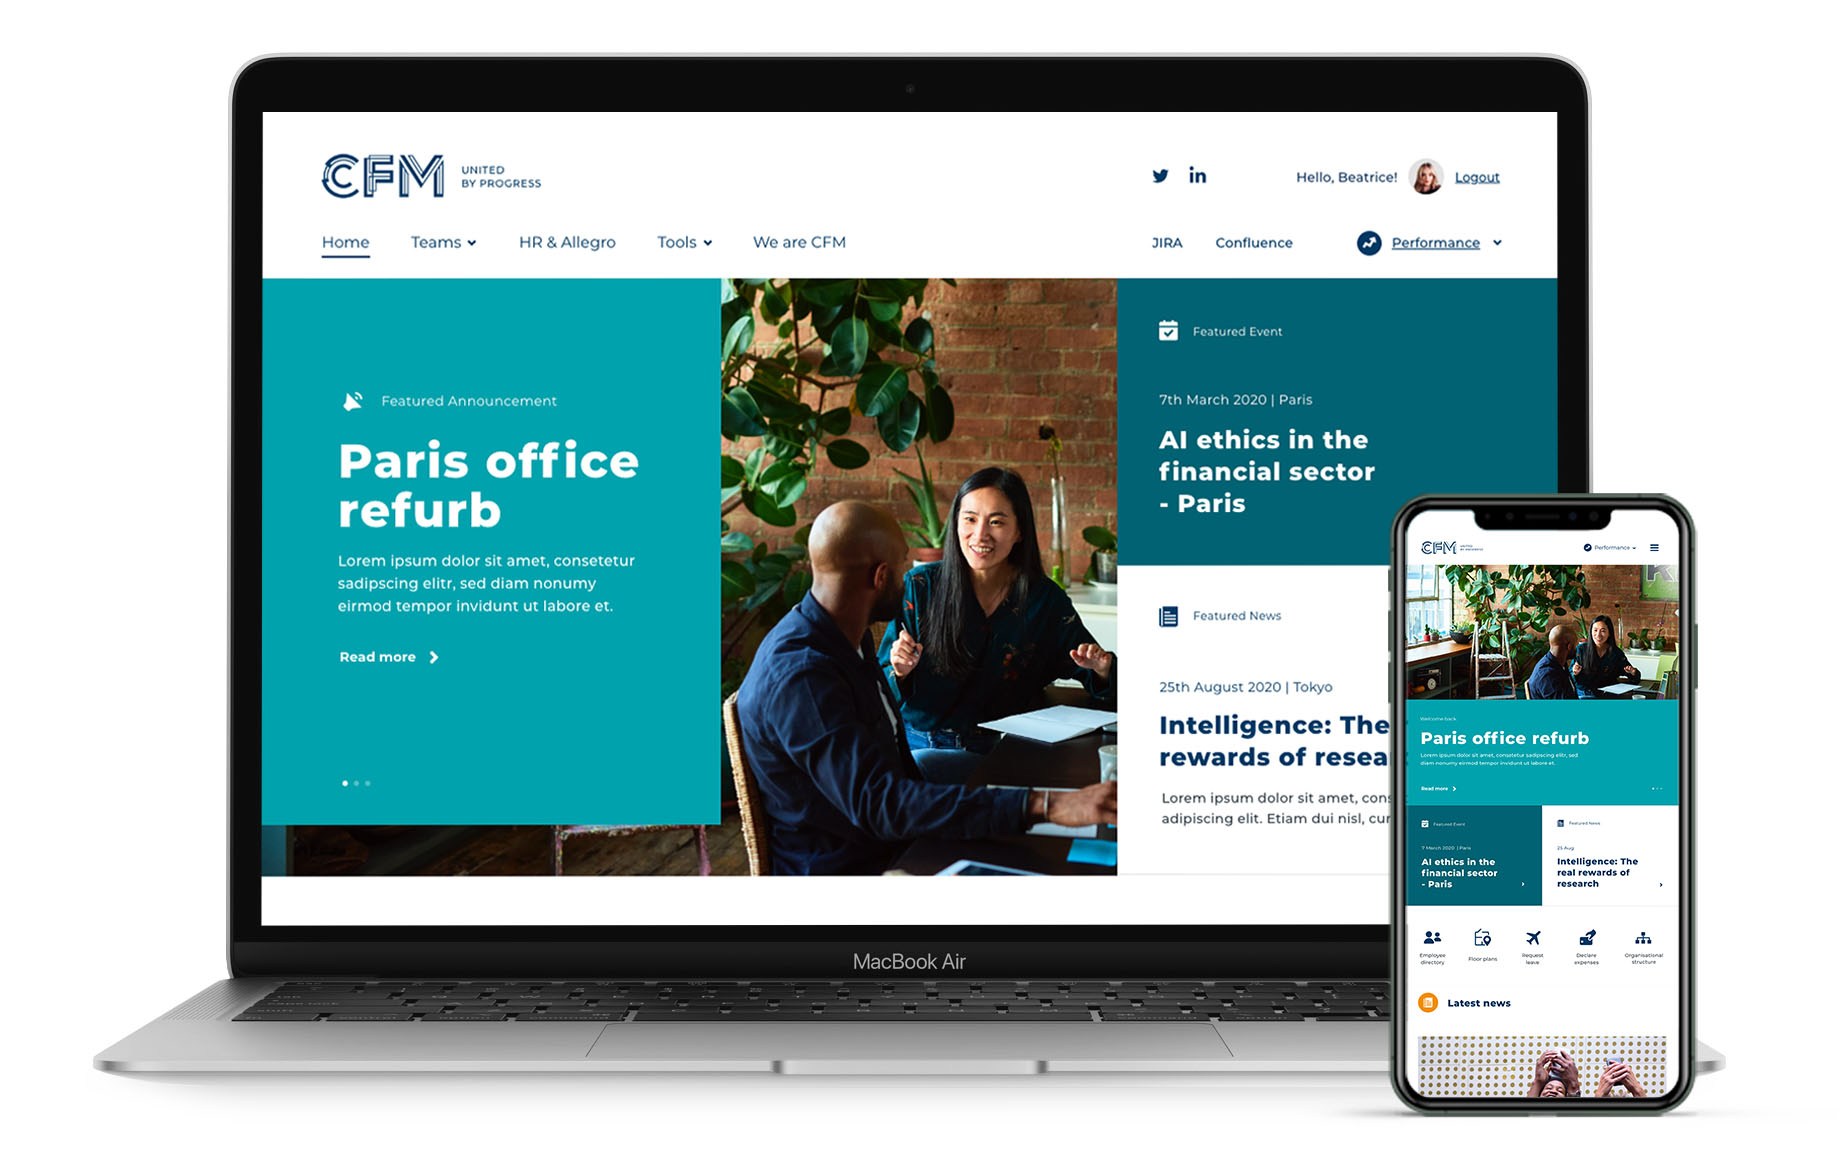 CFM
UNITED
BY PROGRESS
Hello, Beatrice!
Logout
Home
Teams
HR & Allegro
Tools
We are CFM
JIRA
Confluence
Performance
Featured Announcement
Paris office
refurb
Lorem ipsum dolor sit amet, consetetur
sadipscing elitr, sed diam nonumy
eirmod tempor invidunt ut labore et.
Read more
Featured Event
7th March 2020 | Paris
AI ethics in the
financial sector
- Paris
Featured News
25th August 2020 | Tokyo
Intelligence: The
rewards of resea
Lorem ipsum dolor sit amet, cons
adipiscing elit. Etiam dui nisl, cur
MacBook Air
CFM
UNITED
BY PROGRESS
Performance
Welcome back
Paris office refurb
Lorem ipsum dolor sit amet, consetetur sadipscing elitr, sed
diam nonumy eirmod tempor invidunt ut labore et.
Read more
Featured Event
7 March 2020 | Paris
AI ethics in the
financial sector
- Paris
Featured News
25 Aug
Intelligence: The
real rewards of
research
Employee
directory
Floor plans
Request
leave
Declare
expenses
Organisational
structure
Latest news